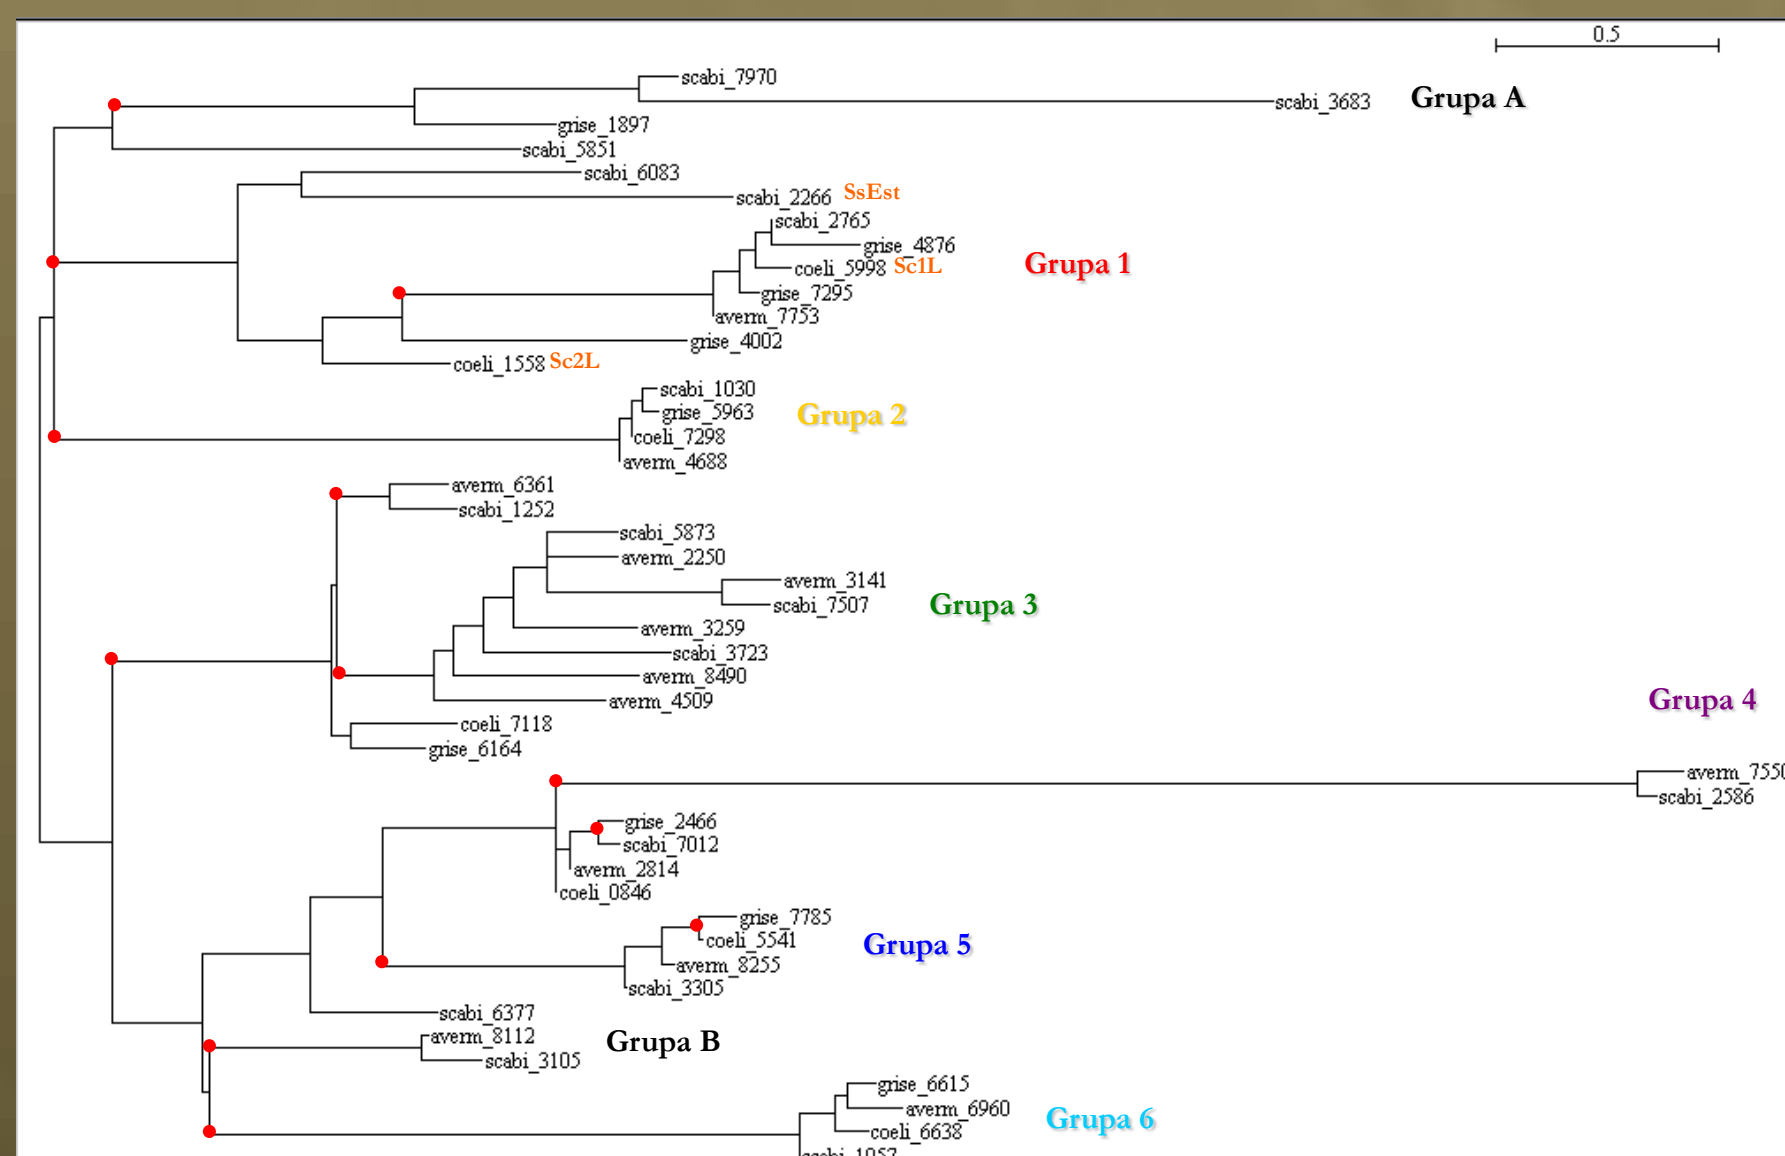 0.5
scabi_7970
scabi_3683
Grupa A
grise_1897
scabi_5851
scabi_6083
scabi_2266 SsEst
scabi_2765
grise_4876
coeli_5998 Sc1L
Grupa 1
grise_7295
averm_7753
grise_4002
coeli_1558 Sc2L
scabi_1030
grise_5963
Grupa 2
coeli_7298
averm_4688
averm_6361
scabi_1252
scabi_5873
averm_2250
averm_3141
scabi_7507
Grupa 3
averm_3259
scabi_3723
averm_8490
averm_4509
Grupa 4
coeli_7118
grise_6164
averm_7550
scabi_2586
grise_2466
scabi_7012
averm_2814
coeli_0846
grise_7785
coeli_5541
Grupa 5
averm_8255
scabi_3305
scabi_6377
averm_8112
Grupa B
scabi_3105
grise_6615
averm_6960
Grupa 6
coeli_6638
scabi_1057